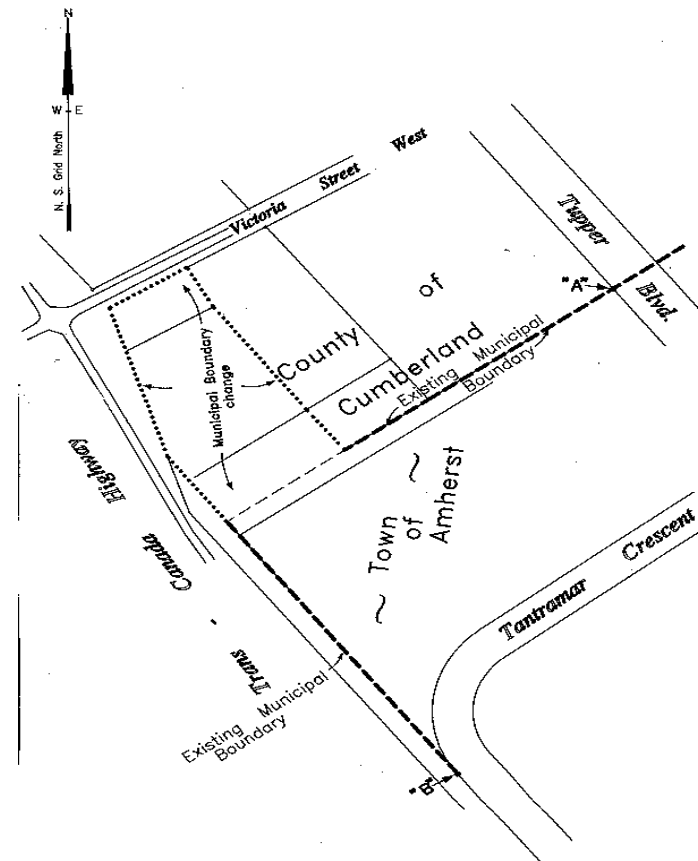 N
W E
N. S. Grid North
Victoria Street West
Tupper Blvd.
"A"
County of Cumberland
Existing Municipal
Boundary
Municipal Boundary
change
Town
of
Amherst
Trans Canada Highway
Tantramar Crescent
Existing Municipal
Boundary
"B"